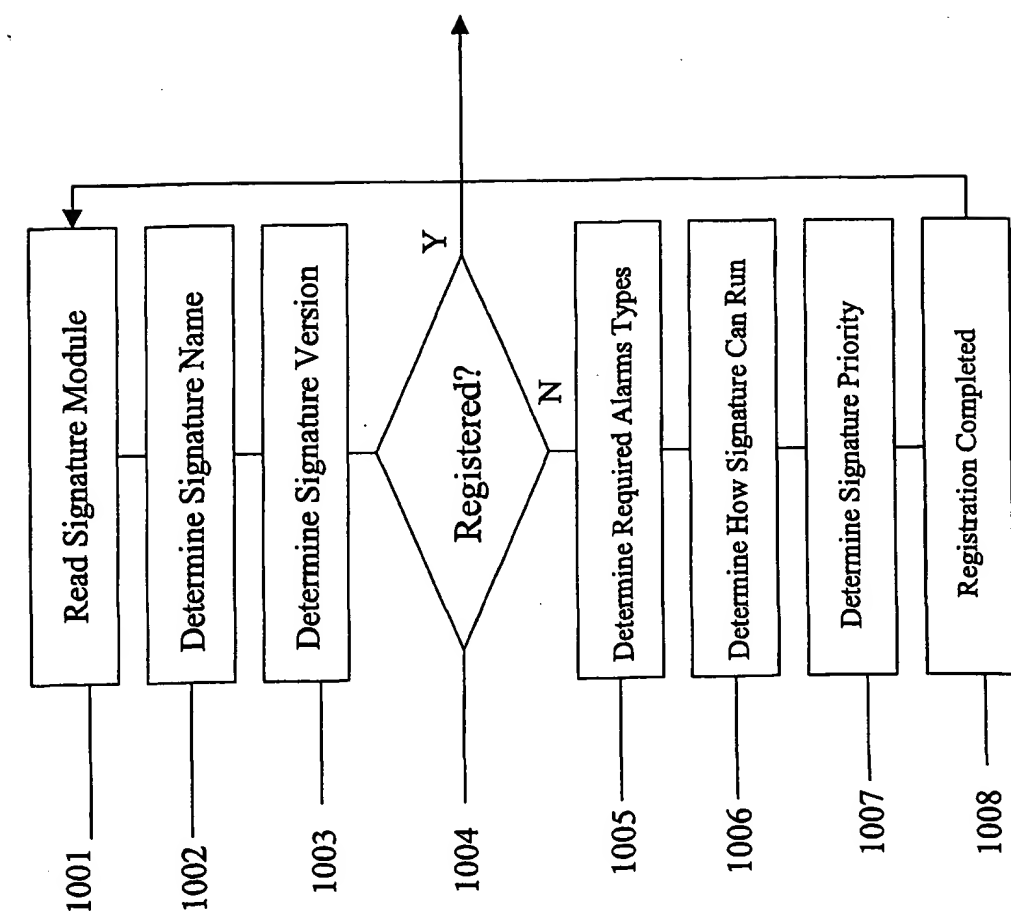 1001
Read Signature Module
1002
Determine Signature Name
1003
Determine Signature Version
1004
Registered?
Y
N
1005
Determine Required Alarms Types
1006
Determine How Signature Can Run
1007
Determine Signature Priority
1008
Registration Completed